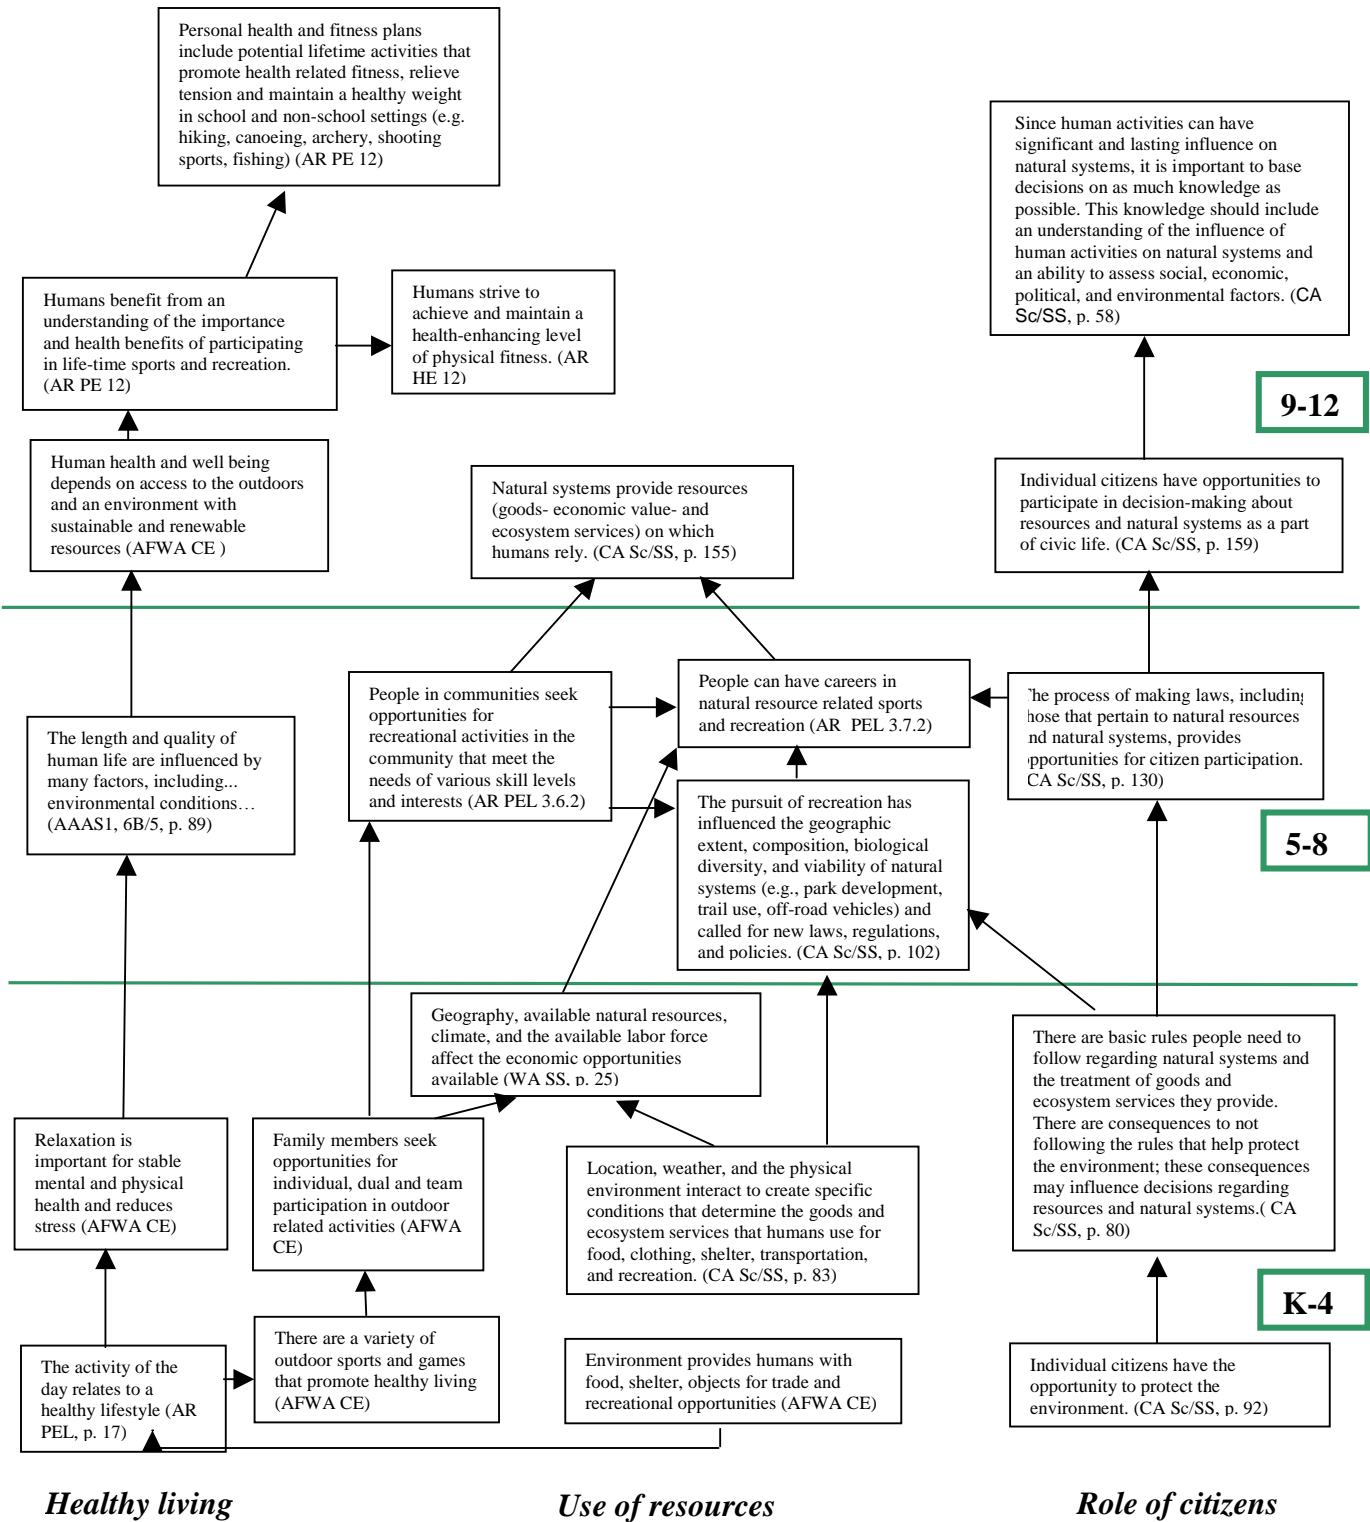 Personal health and fitness plans
include potential lifetime activities that
promote health related fitness, relieve
tension and maintain a healthy weight
in school and non-school settings (e.g.
hiking, canoeing, archery, shooting
sports, fishing) (AR PE 12)
Since human activities can have
significant and lasting influence on
natural systems, it is important to base
decisions on as much knowledge as
possible. This knowledge should include
an understanding of the influence of
human activities on natural systems and
an ability to assess social, economic,
political, and environmental factors. (CA
Sc/SS, p. 58)
Humans benefit from an
understanding of the importance
and health benefits of participating
in life-time sports and recreation.
(AR PE 12)
Humans strive to
achieve and maintain a
health-enhancing level
of physical fitness. (AR
HE 12)
9-12
Human health and well being
depends on access to the outdoors
and an environment with
sustainable and renewable
resources (AFWA CE )
Natural systems provide resources
(goods- economic value- and
ecosystem services) on which
humans rely. (CA Sc/SS, p. 155)
Individual citizens have opportunities to
participate in decision-making about
resources and natural systems as a part
of civic life. (CA Sc/SS, p. 159)
The length and quality of
human life are influenced by
many factors, including...
environmental conditions…
(AAAS1, 6B/5, p. 89)
People in communities seek
opportunities for
recreational activities in the
community that meet the
needs of various skill levels
and interests (AR PEL 3.6.2)
People can have careers in
natural resource related sports
and recreation (AR PEL 3.7.2)
The process of making laws, including
hose that pertain to natural resources
nd natural systems, provides
pportunities for citizen participation.
CA Sc/SS, p. 130)
The pursuit of recreation has
influenced the geographic
extent, composition, biological
diversity, and viability of natural
systems (e.g., park development,
trail use, off-road vehicles) and
called for new laws, regulations,
and policies. (CA Sc/SS, p. 102)
5-8
Geography, available natural resources,
climate, and the available labor force
affect the economic opportunities
available (WA SS, p. 25)
Relaxation is
important for stable
mental and physical
health and reduces
stress (AFWA CE)
Family members seek
opportunities for
individual, dual and team
participation in outdoor
related activities (AFWA
CE)
Location, weather, and the physical
environment interact to create specific
conditions that determine the goods and
ecosystem services that humans use for
food, clothing, shelter, transportation,
and recreation. (CA Sc/SS, p. 83)
There are basic rules people need to
follow regarding natural systems and
the treatment of goods and
ecosystem services they provide.
There are consequences to not
following the rules that help protect
the environment; these consequences
may influence decisions regarding
resources and natural systems.( CA
Sc/SS, p. 80)
K-4
The activity of the
day relates to a
healthy lifestyle (AR
PEL, p. 17)
There are a variety of
outdoor sports and games
that promote healthy living
(AFWA CE)
Environment provides humans with
food, shelter, objects for trade and
recreational opportunities (AFWA CE)
Individual citizens have the
opportunity to protect the
environment. (CA Sc/SS, p. 92)
Healthy living
Use of resources
Role of citizens